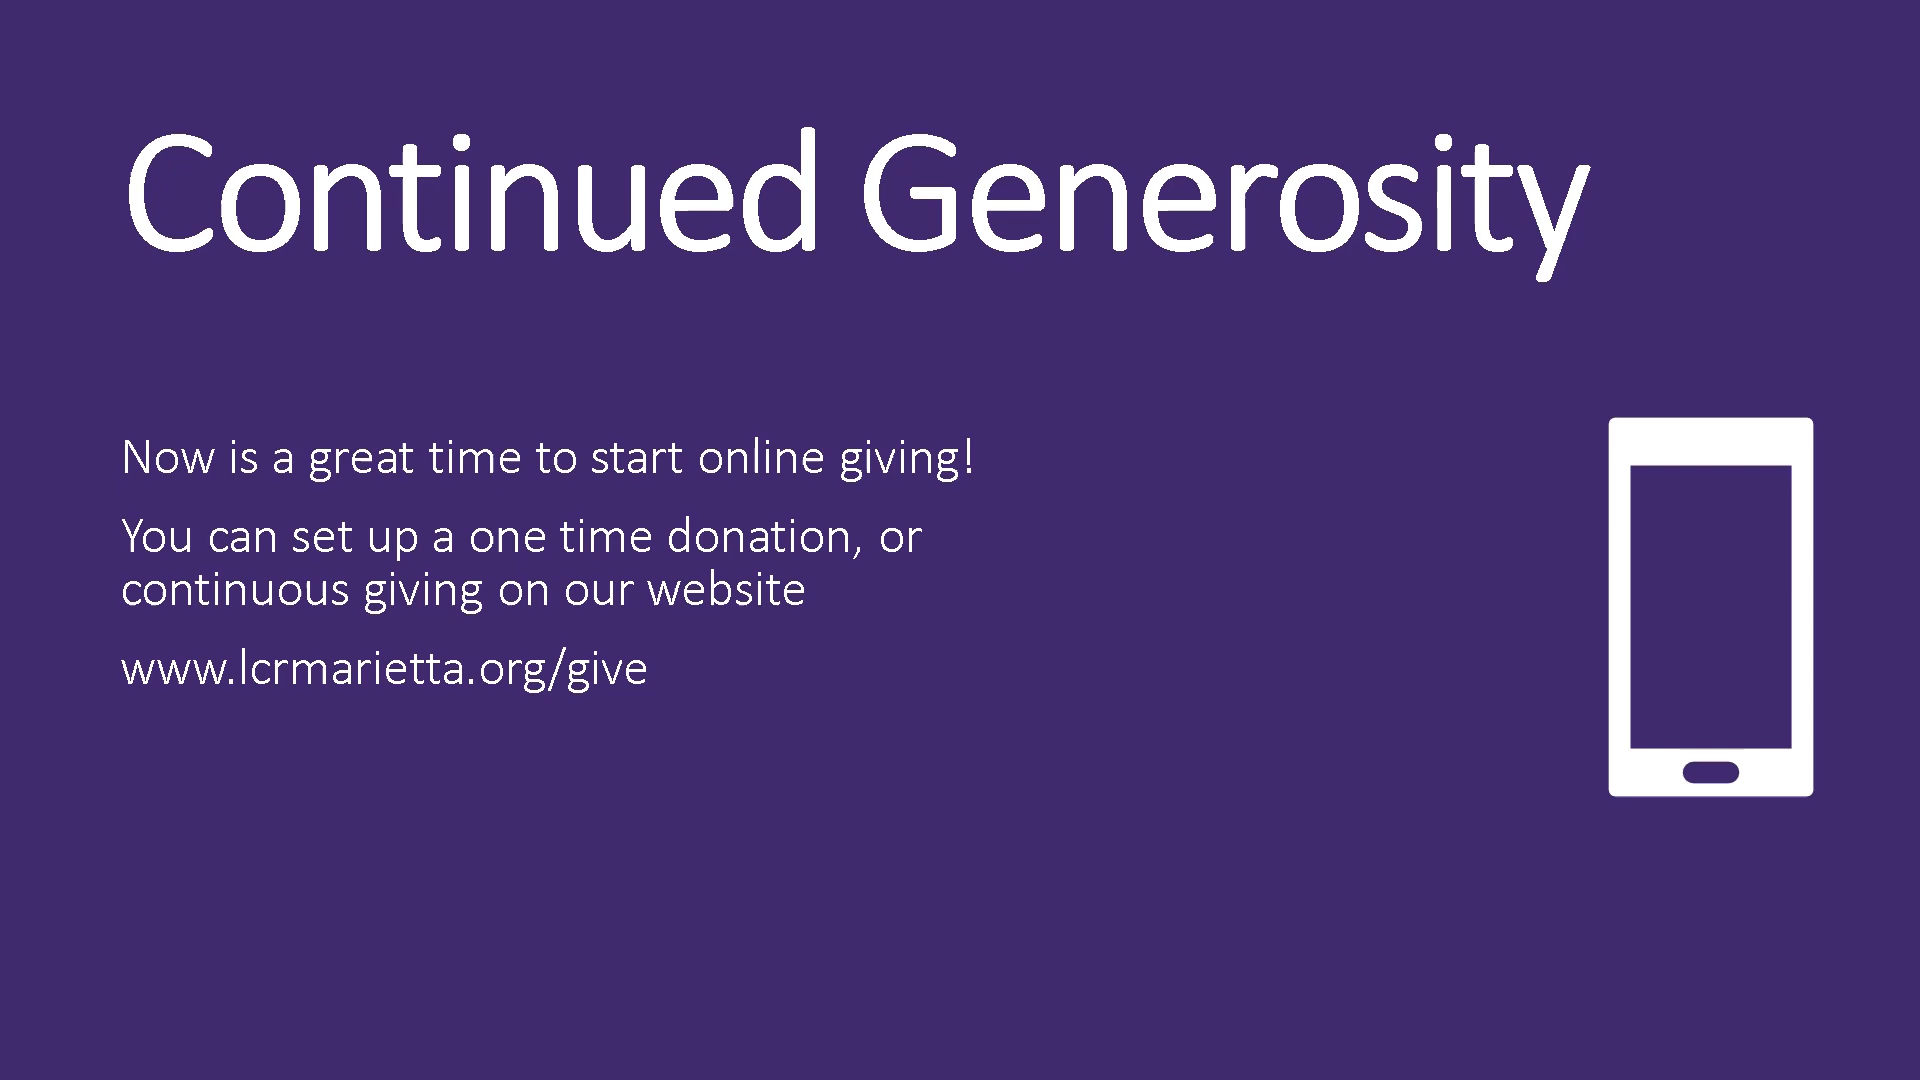 Continued Generosity
Now is a great time to start online giving!
You can set up a one time donation, or
continuous giving on our website
www.lcrmarietta.org/give